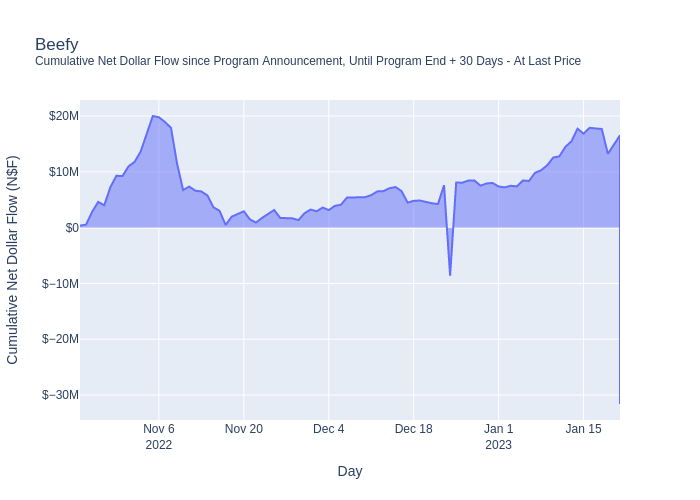 Beefy
Cumulative Net Dollar Flow since Program Announcement, Until Program End + 30 Days - At Last Price
Cumulative Net Dollar Flow (N$F)
$20M
$10M
$0
$−10M
$−20M
$−30M
Nov 6
2022
Nov 20
Dec 4
Dec 18
Jan 1
2023
Jan 15
Day